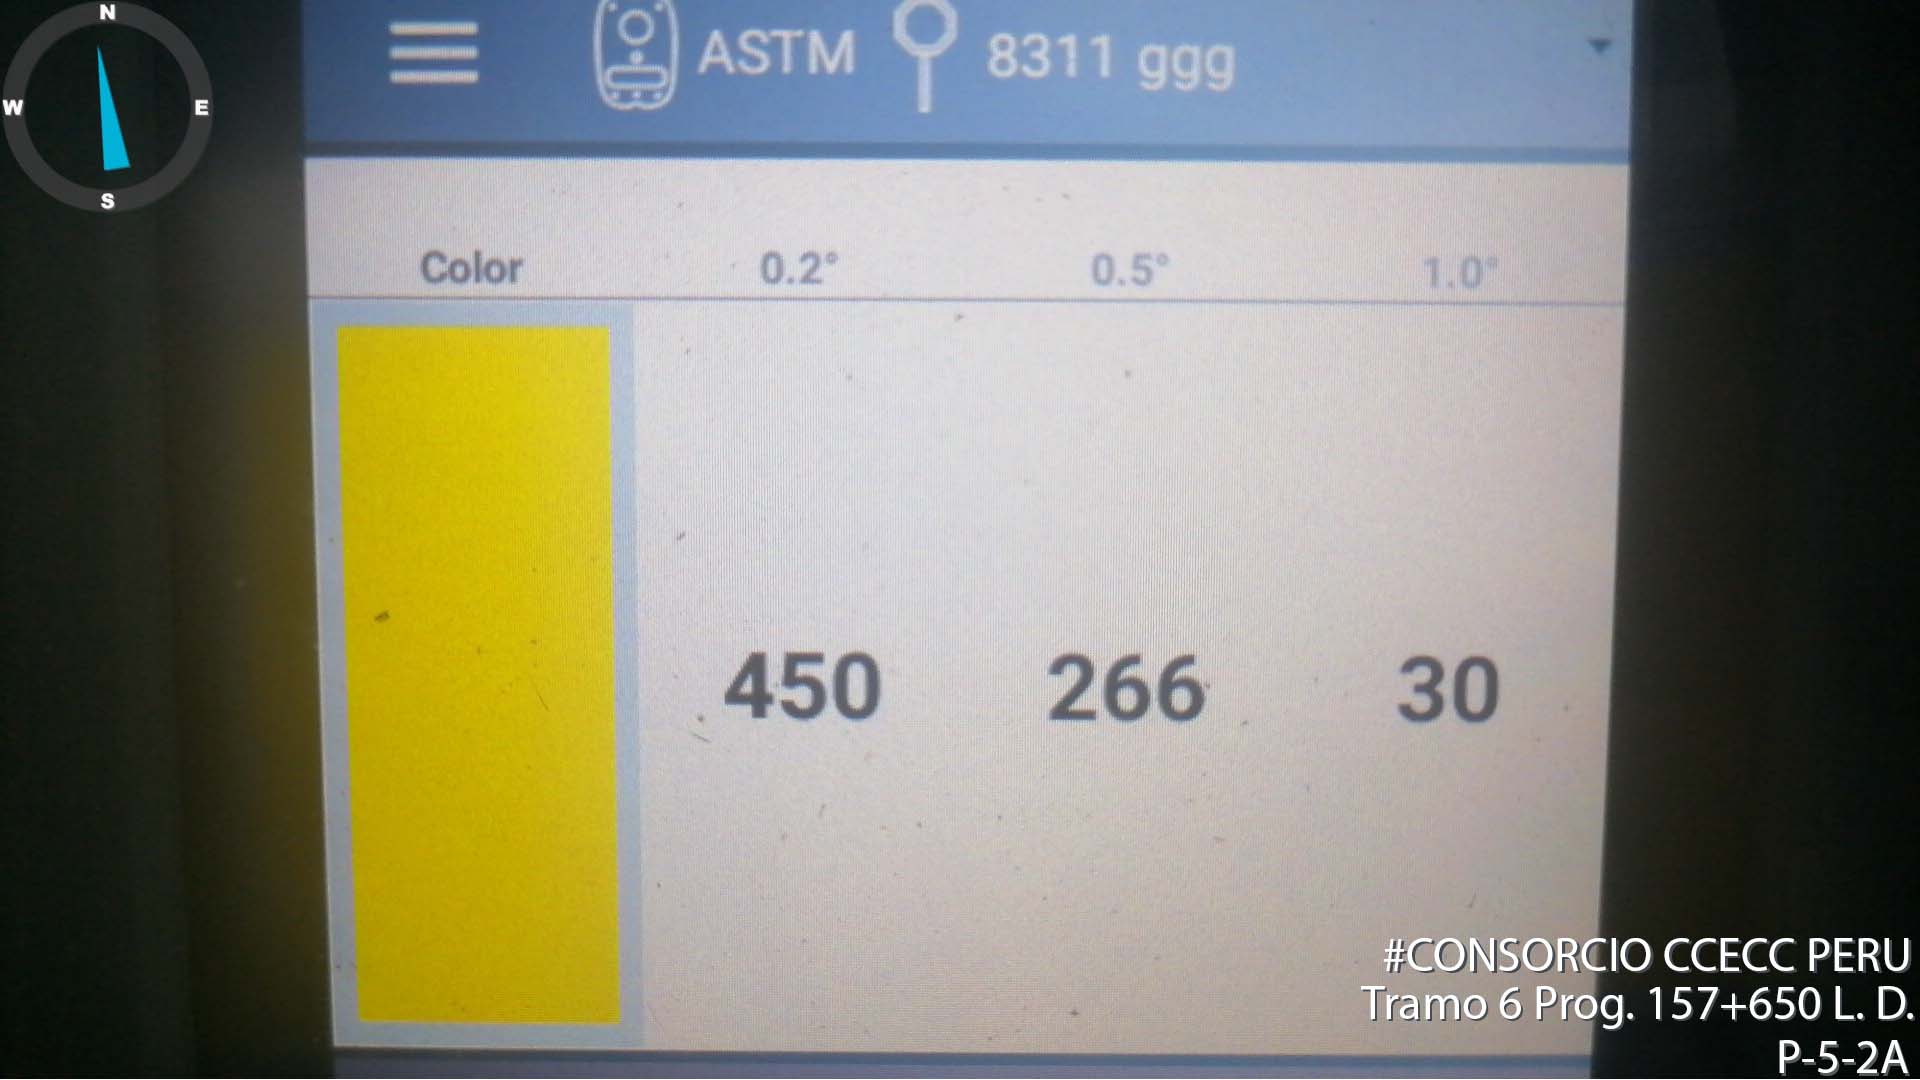 N
W E
S
ASTM 8311 ggg
Color 0.2° 0.5° 1.0°
450 266 30
#CONSORCIO CCECC PERU
Tramo 6 Prog. 157+650 L. D.
P-5-2A